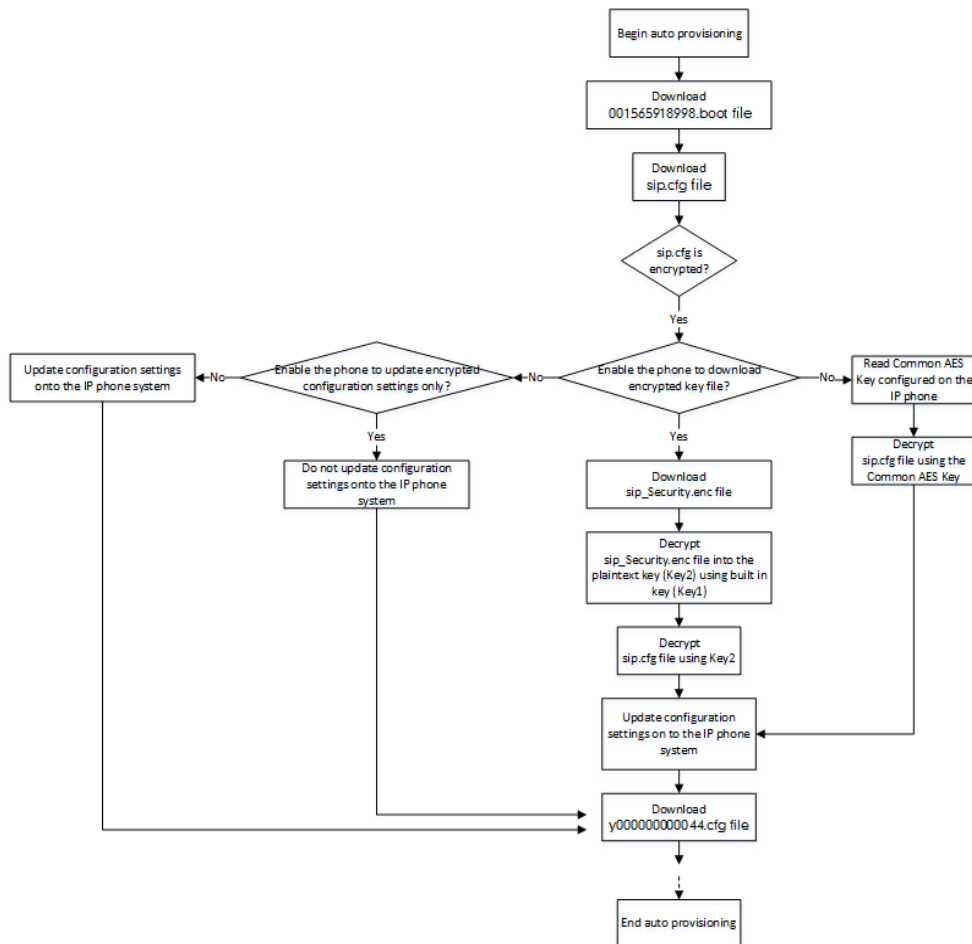 Begin auto provisioning
Download
001565918998.boot file
Download
sip.cfg file
sip.cfg is
encrypted?
Yes
Update configuration settings
onto the IP phone system
No
Enable the phone to update encrypted
configuration settings only?
No
Enable the phone to download
encrypted key file?
No
Read Common AES
Key configured on the
IP phone
Yes
Yes
Do not update configuration
settings onto the IP phone
system
Download
sip_Security.enc file
Decrypt
sip.cfg file using the
Common AES Key
Decrypt
sip_Security.enc file into the
plaintext key (Key2) using built in
key (Key1)
Decrypt
sip.cfg file using Key2
Update configuration
settings on to the IP phone
system
Download
y000000000044.cfg file
End auto provisioning